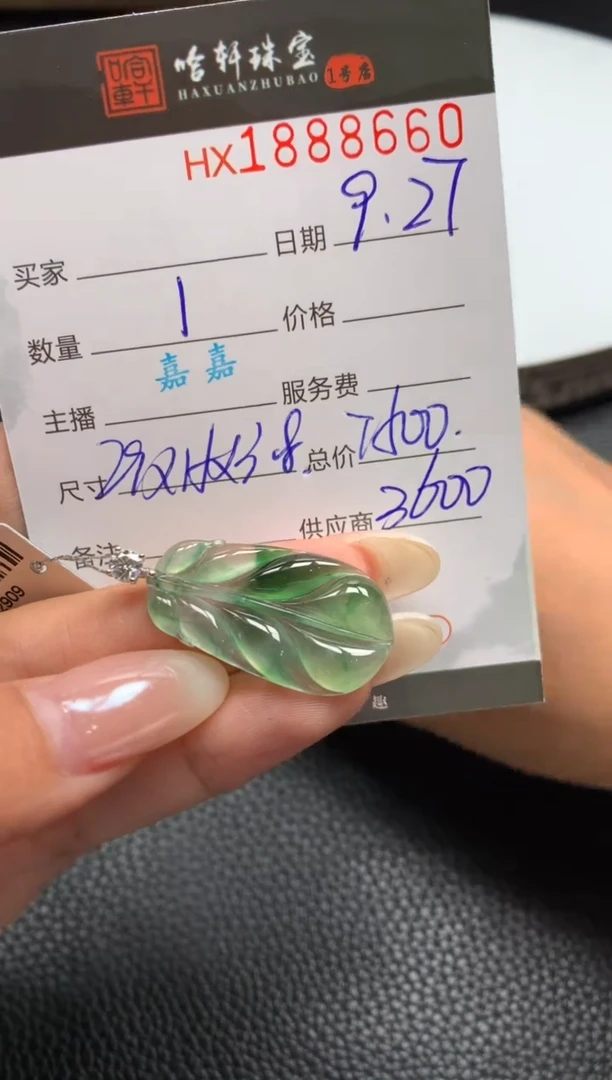 哈轩珠宝
HAXUANZHUBAO 1号店
HX1888660
买家 日期 9.27
数量 1 价格
主播 嘉嘉 服务费
尺寸 总价
备注 供应商 3600
趣